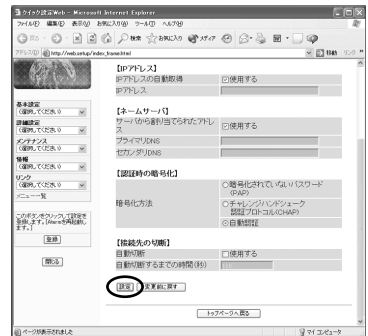 クイック設定Web - Microsoft Internet Explorer
ファイル(F) 編集(E) 表示(V) お気に入り(A) ツール(T) ヘルプ(H)
戻る 検索 お気に入り メディア
アドレス(D) http://web.setup/index_frame.html 移動 リンク
基本設定
(選択してください)
詳細設定
(選択してください)
メンテナンス
(選択してください)
情報
(選択してください)
リンク
(選択してください)
メニュー一覧
このボタンをクリックして設定を
登録します。[Atermを再起動し
ます。]
登録
閉じる
【IPアドレス】
IPアドレスの自動取得 使用する
IPアドレス
【ネームサーバ】
サーバから割り当てられたアドレ
ス 使用する
プライマリDNS
セカンダリDNS
【認証時の暗号化】
暗号化方法
暗号化されていないパスワード
(PAP)
チャレンジハンドシェーク
認証プロトコル(CHAP)
自動認証
【接続先の切断】
自動切断 使用する
自動切断するまでの時間(秒)
設定 変更前に戻す
トップページへ戻る
ページが表示されました マイ コンピュータ